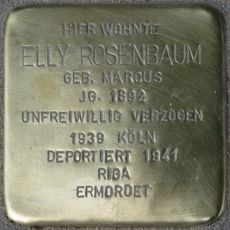 HIER WOHNTE
ELLY ROSENBAUM
GEB. MARCUS
JG. 1892
UNFREIWILLIG VERZOGEN
1939 KÖLN
DEPORTIERT 1941
RIGA
ERMORDET